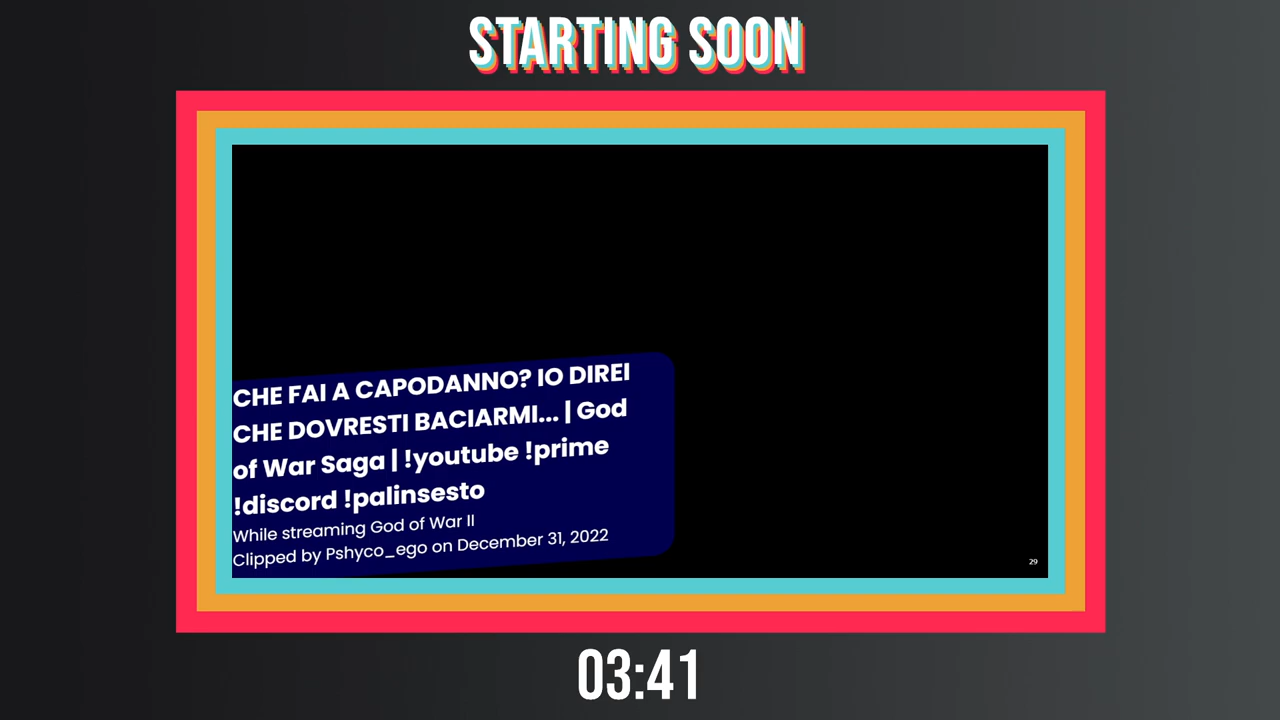 STARTING SOON
CHE FAI A CAPODANNO? IO DIREI
CHE DOVRESTI BACIARMI... | God
of War Saga | !youtube !prime
!discord !palinsesto
While streaming God of War II
Clipped by Pshyco_ego on December 31, 2022
29
03:41